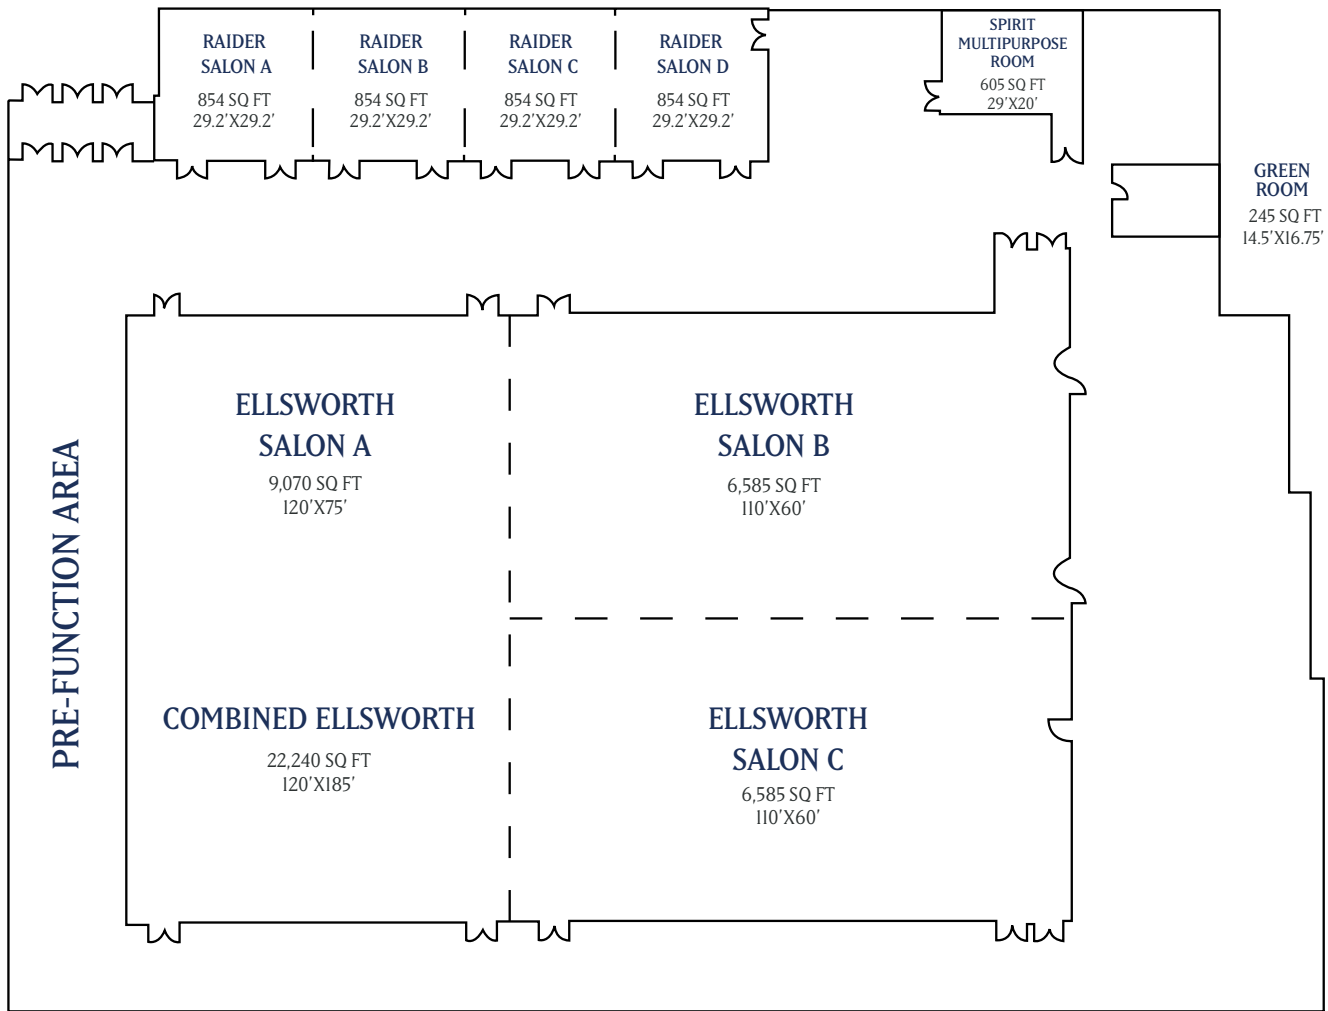 RAIDER
SALON A
854 SQ FT
29.2'X29.2'
RAIDER
SALON B
854 SQ FT
29.2'X29.2'
RAIDER
SALON C
854 SQ FT
29.2'X29.2'
RAIDER
SALON D
854 SQ FT
29.2'X29.2'
SPIRIT
MULTIPURPOSE
ROOM
605 SQ FT
29'X20'
GREEN
ROOM
245 SQ FT
14.5'X16.75'
PRE-FUNCTION AREA
ELLSWORTH
SALON A
9,070 SQ FT
120'X75'
ELLSWORTH
SALON B
6,585 SQ FT
110'X60'
COMBINED ELLSWORTH
22,240 SQ FT
120'X185'
ELLSWORTH
SALON C
6,585 SQ FT
110'X60'